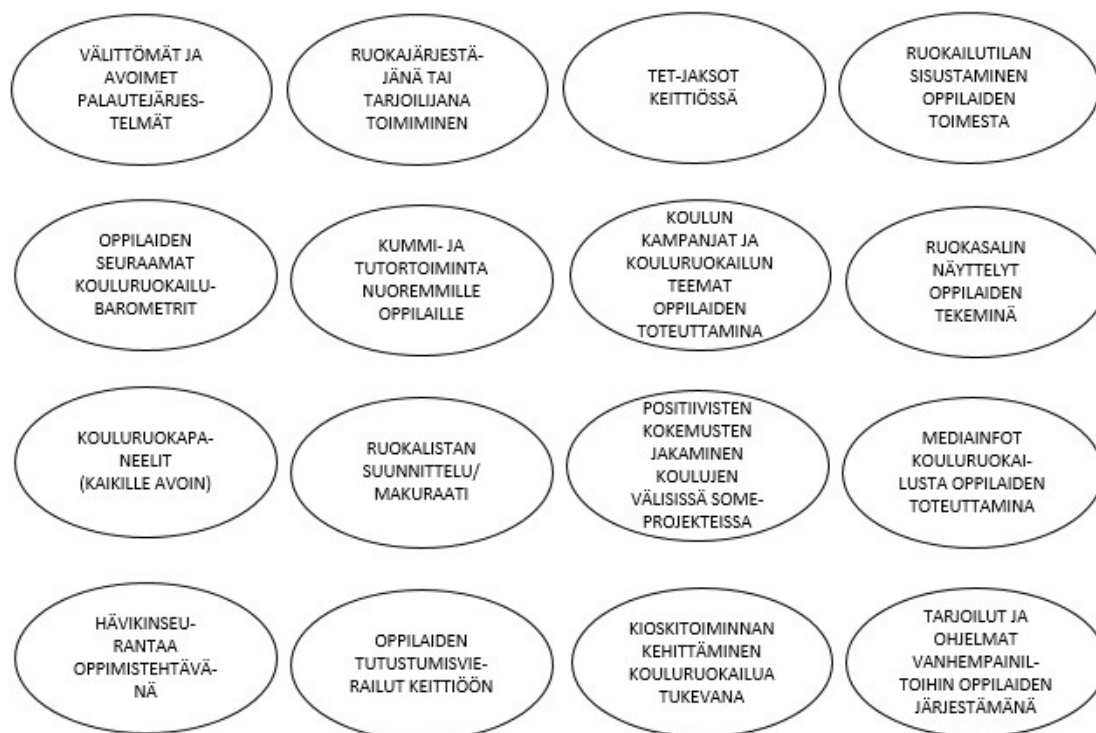 VÄLITTÖMÄT JA
AVOIMET
PALAUTEJÄRJES-
TELMÄT
RUOKAJÄRJESTÄ-
JÄNÄ TAI
TARJOILIJANA
TOIMIMINEN
TET-JAKSOT
KEITTIÖSSÄ
RUOKAILUTILAN
SISUSTAMINEN
OPPILAIDEN
TOIMESTA
OPPILAIDEN
SEURAAMAT
KOULURUOKAILU-
BAROMETRIT
KUMMI- JA
TUTORTOIMINTA
NUOREMMILLE
OPPILAILLE
KOULUN
KAMPANJAT JA
KOULURUOKAILUN
TEEMAT
OPPILAIDEN
TOTEUTTAMINA
RUOKASALIN
NÄYTTELYT
OPPILAIDEN
TEKEMINÄ
KOULURUOKAPA-
NEELIT
(KAIKILLE AVOIN)
RUOKALISTAN
SUUNNITTELU/
MAKURAATI
POSITIIVISTEN
KOKEMUSTEN
JAKAMINEN
KOULUJEN
VÄLISISSÄ SOME-
PROJEKTEISSA
MEDIAINFOT
KOULURUOKAI-
LUSTA OPPILAIDEN
TOTEUTTAMINA
HÄVIKINSEU-
RANTAA
OPPIMISTEHTÄVÄ-
NÄ
OPPILAIDEN
TUTUSTUMISVIE-
RAILUT KEITTIÖÖN
KIOSKITOIMINNAN
KEHITTÄMINEN
KOULURUOKAILUA
TUKEVANA
TARJOILUT JA
OHJELMAT
VANHEMPAINIL-
TOIHIN OPPILAIDEN
JÄRJESTÄMÄNÄ